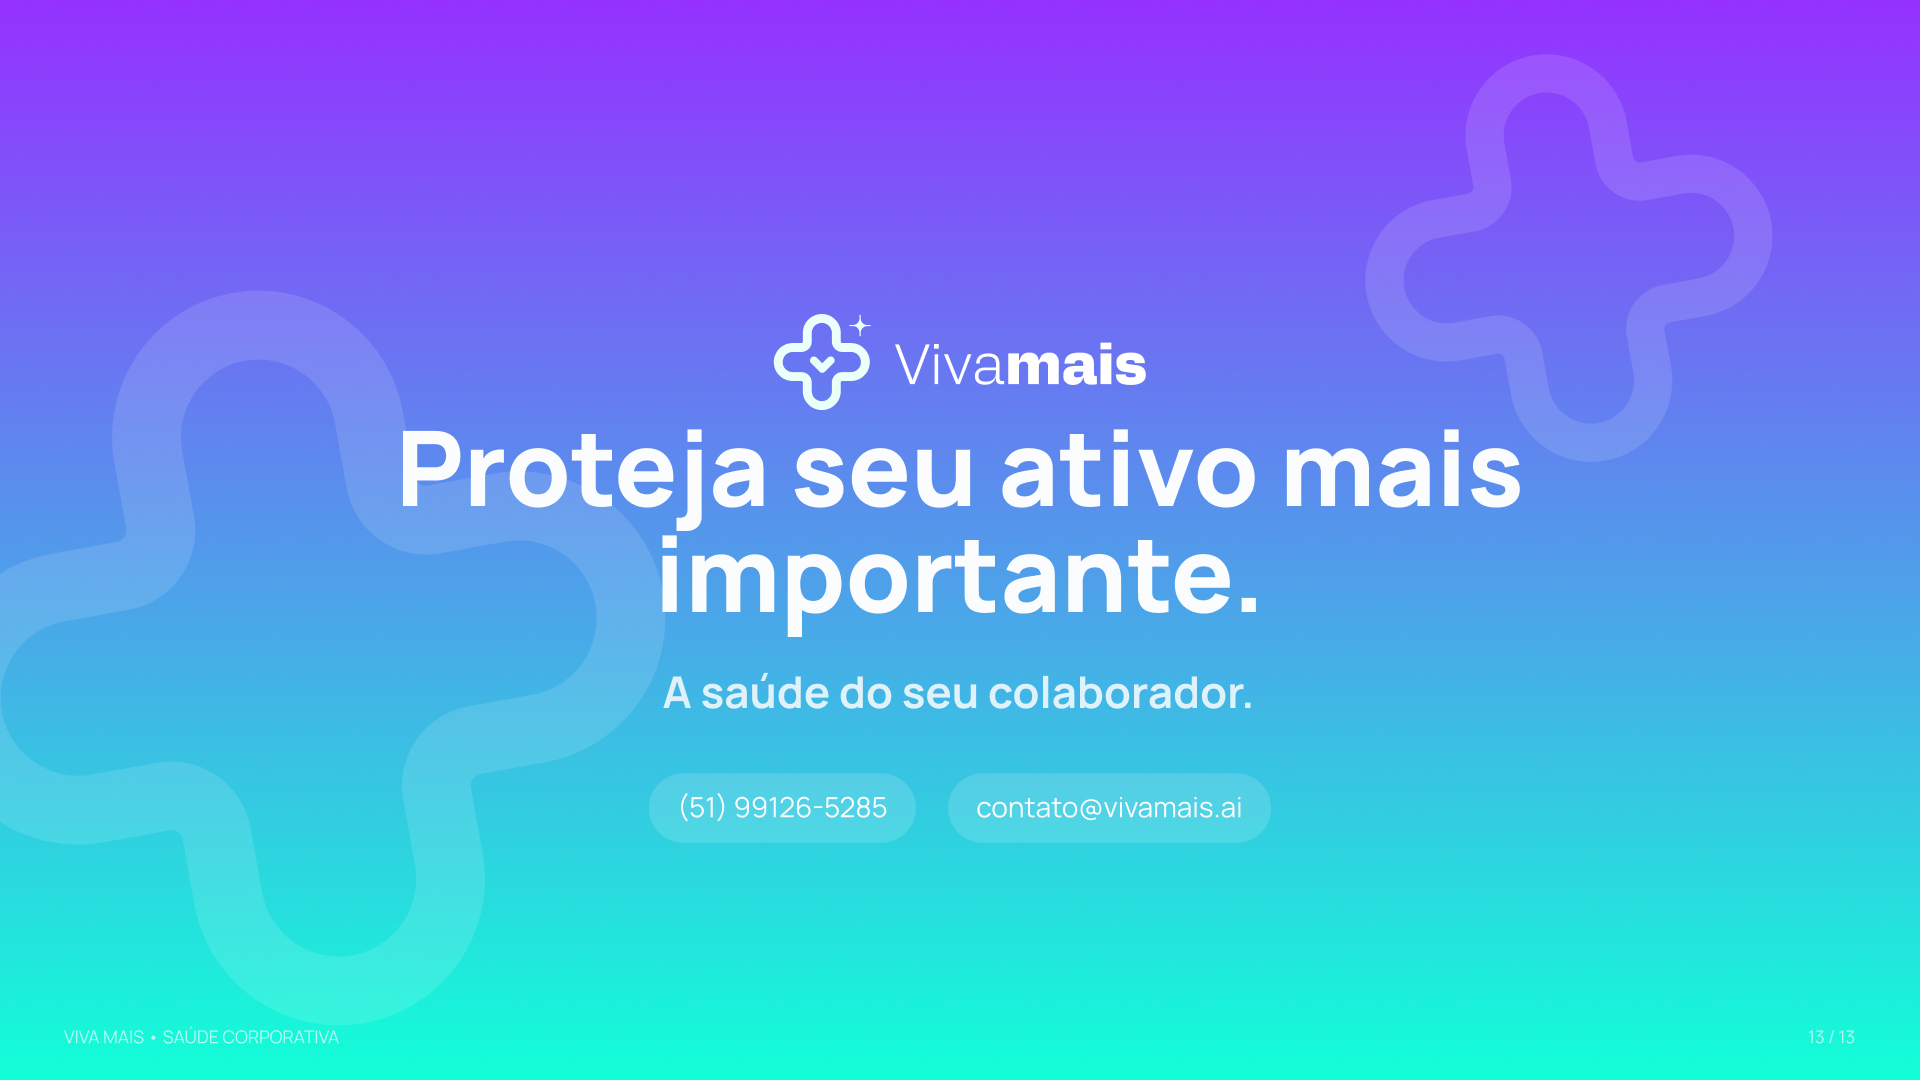 Vivamais
Proteja seu ativo mais
importante.
A saúde do seu colaborador.
(51) 99126-5285
contato@vivamais.ai
VIVA MAIS • SAÚDE CORPORATIVA
13 / 13